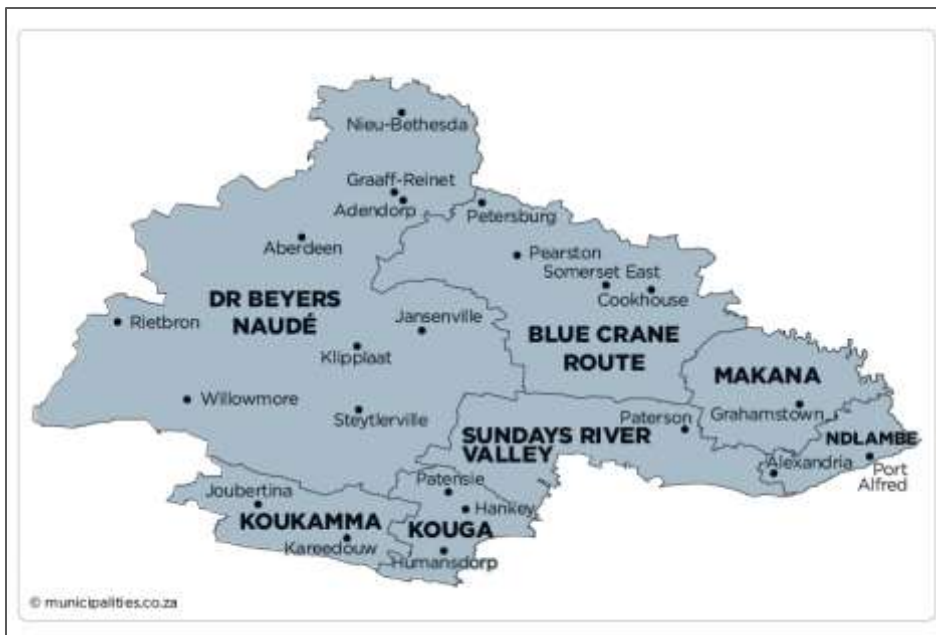 Nieu-Bethesda
Graaff-Reinet
Adendorp
Petersburg
Aberdeen
Pearston
Somerset East
Cookhouse
DR BEYERS
NAUDÉ
Rietbron
Jansenville
BLUE CRANE
ROUTE
Klipplaat
MAKANA
Willowmore
Steytlerville
Paterson
Grahamstown
SUNDAYS RIVER
VALLEY
NDLAMBE
Alexandria
Port
Alfred
Patensie
Joubertina
Hankey
KOUKAMMA
KOUGA
Kareedouw
Humansdorp
© municipalities.co.za